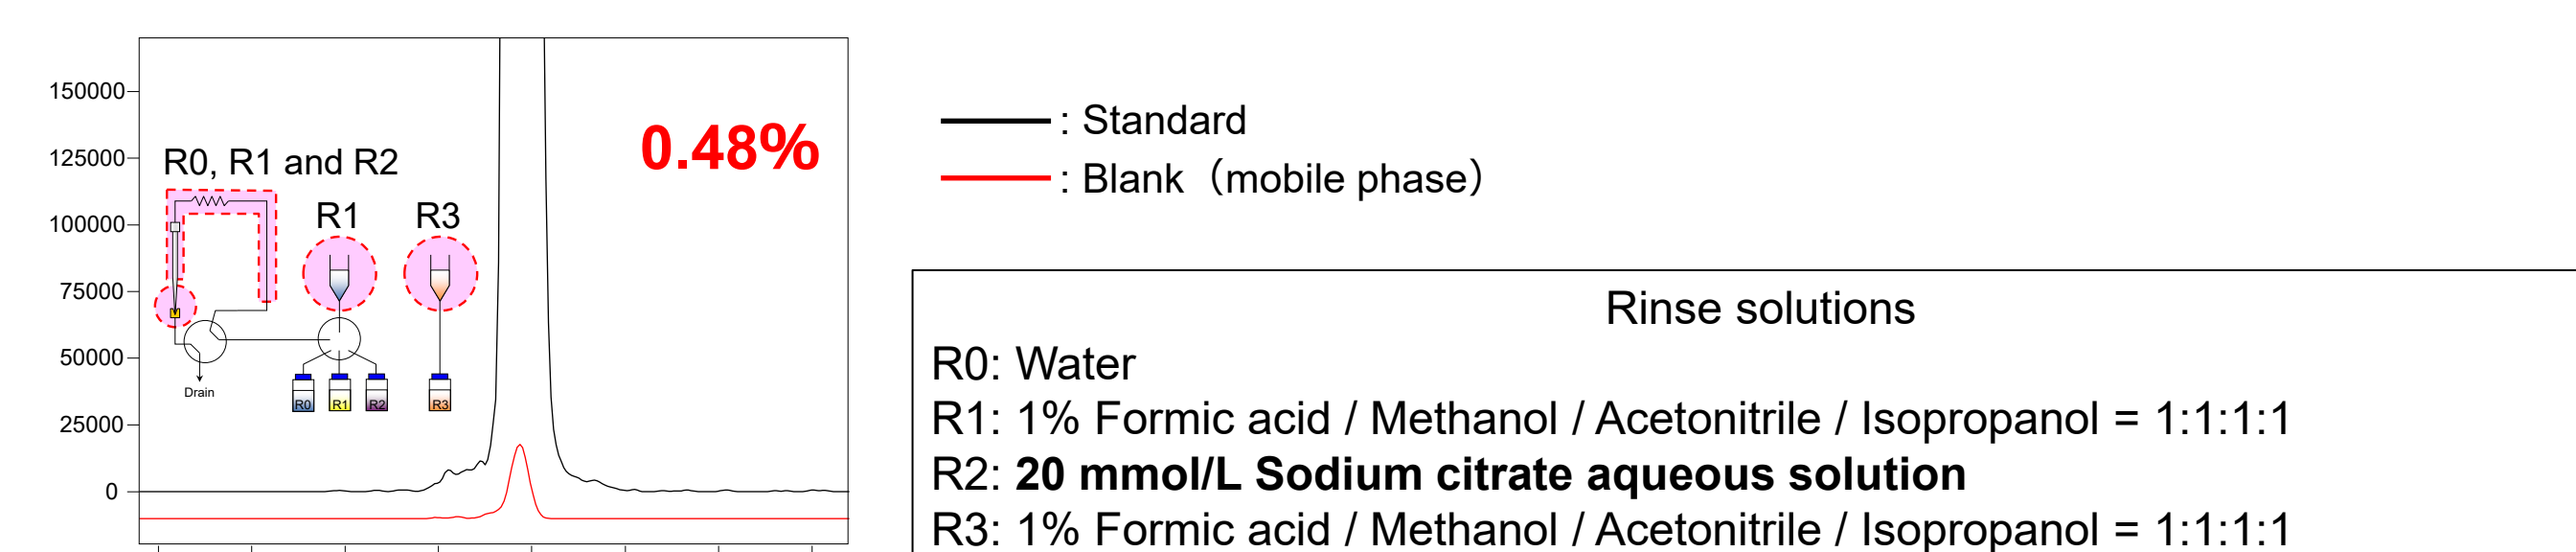 150000
125000
100000
75000
50000
25000
0
0.48%
R0, R1 and R2
R1
R3
Drain
R0
R1
R2
R3
: Standard
: Blank（mobile phase）
Rinse solutions
R0: Water
R1: 1% Formic acid / Methanol / Acetonitrile / Isopropanol = 1:1:1:1
R2: 20 mmol/L Sodium citrate aqueous solution
R3: 1% Formic acid / Methanol / Acetonitrile / Isopropanol = 1:1:1:1